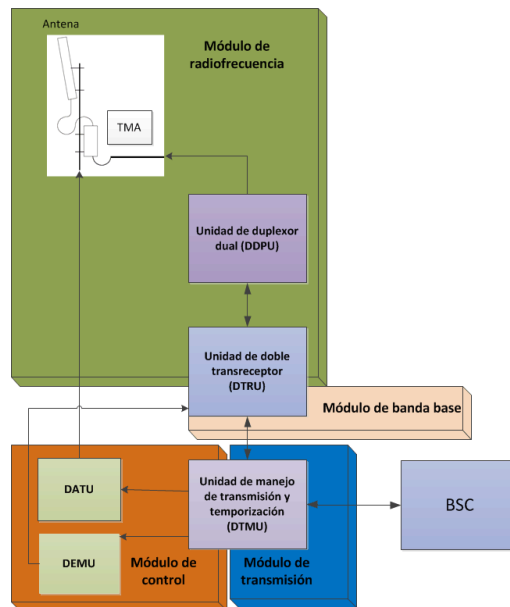 Antena
Módulo de
radiofrecuencia
TMA
Unidad de duplexor
dual (DDPU)
Unidad de doble
transreceptor
(DTRU)
Módulo de banda base
DATU
Unidad de manejo
de transmisión y
temporización
(DTMU)
BSC
DEMU
Módulo de
control
Módulo de
transmisión